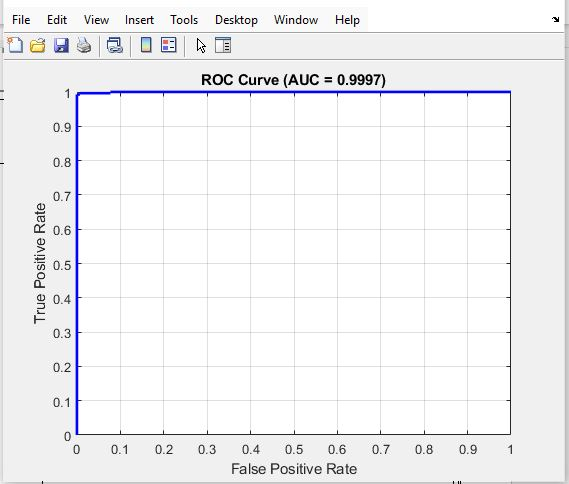 File Edit View Insert Tools Desktop Window Help
ROC Curve (AUC = 0.9997)
1
0.9
0.8
0.7
0.6
0.5
0.4
0.3
0.2
0.1
0
True Positive Rate
0 0.1 0.2 0.3 0.4 0.5 0.6 0.7 0.8 0.9 1
False Positive Rate